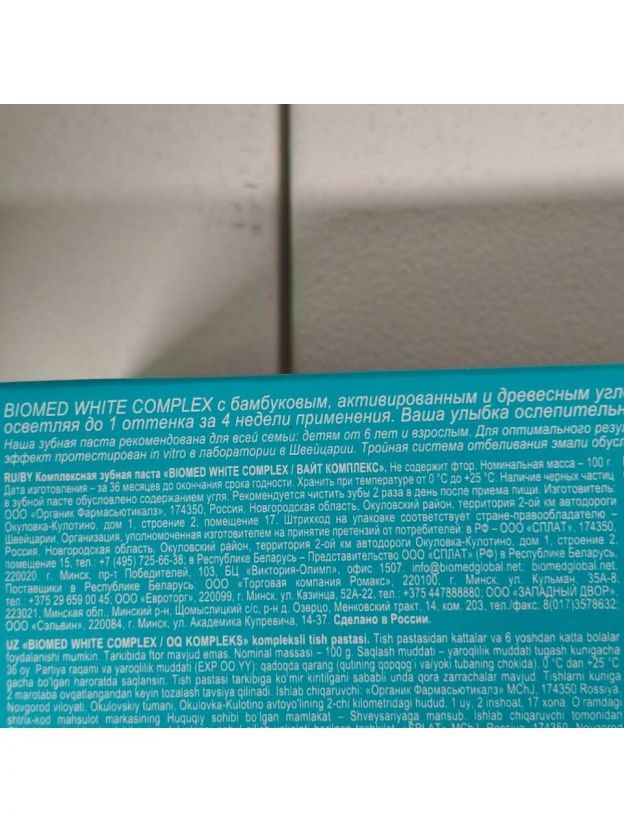 BIOMED WHITE COMPLEX с бамбуковым, активированным и древесным угл
осветляя до 1 оттенка за 4 недели применения. Ваша улыбка ослепительн
Наша зубная паста рекомендована для всей семьи: детям от 6 лет и взрослым. Для оптимального резул
эффект протестирован in vitro в лаборатории в Швейцарии. Тройная система отбеливания эмали обусл
RU/BY Комплексная зубная паста «BIOMED WHITE COMPLEX / ВАЙТ КОМПЛЕКС». Не содержит фтор. Номинальная масса – 100 г.
Дата изготовления – за 36 месяцев до окончания срока годности. Хранить при температуре от 0 °С до +25 °С. Наличие черных частиц
в зубной пасте обусловлено содержанием угля. Рекомендуется чистить зубы 2 раза в день после приема пищи. Изготовитель:
ООО «Органик Фармасьютикалз», 174350, Россия, Новгородская область, Окуловский район, территория 2-ой км автодороги
Окуловка-Кулотино, дом 1, строение 2, помещение 17. Штрихкод на упаковке соответствует стране-правообладателю –
Швейцарии. Организация, уполномоченная изготовителем на принятие претензий от потребителей: в РФ – ООО «СПЛАТ», 174350,
Россия, Новгородская область, Окуловский район, территория 2-ой км автодороги Окуловка-Кулотино, дом 1, строение 2,
помещение 15, тел.: +7 (495) 725-66-38; в Республике Беларусь – Представительство ООО «СПЛАТ» (РФ) в Республике Беларусь,
220020, г. Минск, пр-т Победителей, 103, БЦ «Виктория-Олимп», офис 1507, info@biomedglobal.net; biomedglobal.net.
Поставщики в Республику Беларусь: ООО «Торговая компания Ромакс», 220100, г. Минск, ул. Кульман, 35А-8,
тел.: +375 29 659 00 45, ООО «Евроторг», 220099, г. Минск, ул. Казинца, 52А-22, тел.: +375 447888880, ООО «ЗАПАДНЫЙ ДВОР»,
223021, Минская обл., Минский р-н, Щомыслицкий с/с, р-н д. Озерцо, Меньковский тракт, 14, ком. 203, тел./факс: 8(017)3578632,
ООО «Сэльвин», 220084, г. Минск, ул. Академика Купревича, 14-37. Сделано в России.
UZ «BIOMED WHITE COMPLEX / OQ KOMPLEKS» kompleksli tish pastasi. Tish pastasidan kattalar va 6 yoshdan katta bolalar
foydalanishi mumkin. Tarkibida ftor mavjud emas. Nominal massasi – 100 g. Saqlash muddati – yaroqlilik muddati tugash kunigacha
36 oy. Partiya raqami va yaroqlilik muddati (EXP OO.YY): qadoqda qarang (qutining qopqog'i va/yoki tubaning chokida). 0 °C dan +25 °C
gacha bo'lgan haroratda saqlansin. Tish pastasi tarkibiga ko'mir kiritilgani sababli unda qora zarrachalar mavjud. Tishlarni kuniga
2 marotaba ovqatlangandan keyin tozalash tavsiya qilinadi. Ishlab chiqaruvchi: «Органик Фармасьютикалз» MChJ, 174350 Rossiya,
Novgorod viloyati, Okulovskiy tumani, Okulovka-Kulotino avtoyo'lining 2-chi kilometridagi hudud, 1 uy, 2 inshoat, 17 xona. O'ramdagi
shtrix-kod mahsulot markasining Huquqiy sohibi bo'lgan mamlakat – Shveysariyaga mansub. Ishlab chiqaruvchi tomonidan